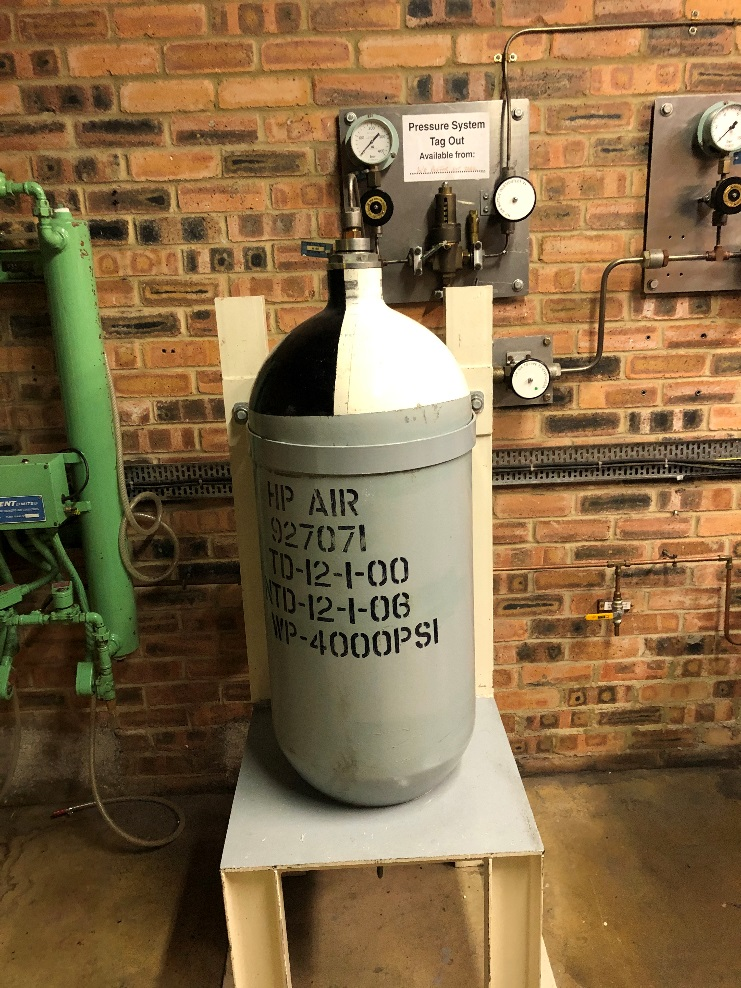 Pressure System
Tag Out
Available from:
HP AIR
927071
TD-12-1-00
NTD-12-1-06
WP-4000PSI